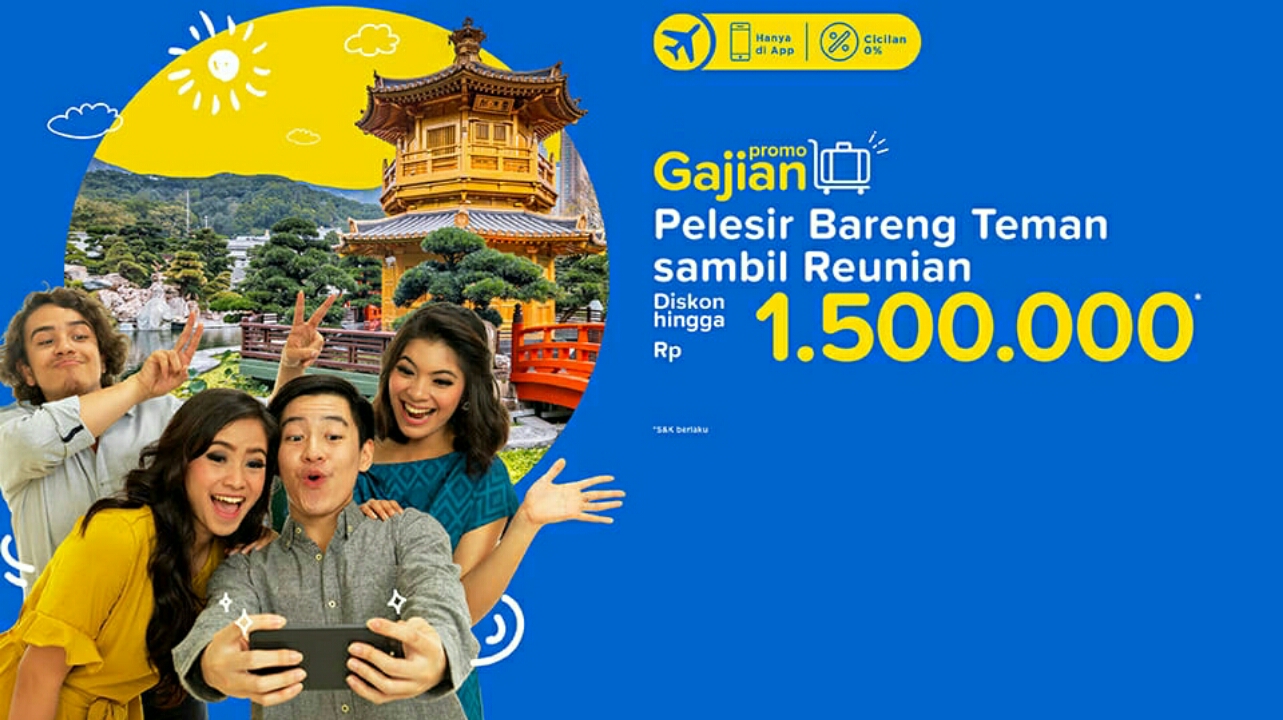 Hanya
di App
Cicilan
0%
promo
Gajian
Pelesir Bareng Teman
sambil Reunian
Diskon
hingga
Rp
1.500.000*
*S&K berlaku